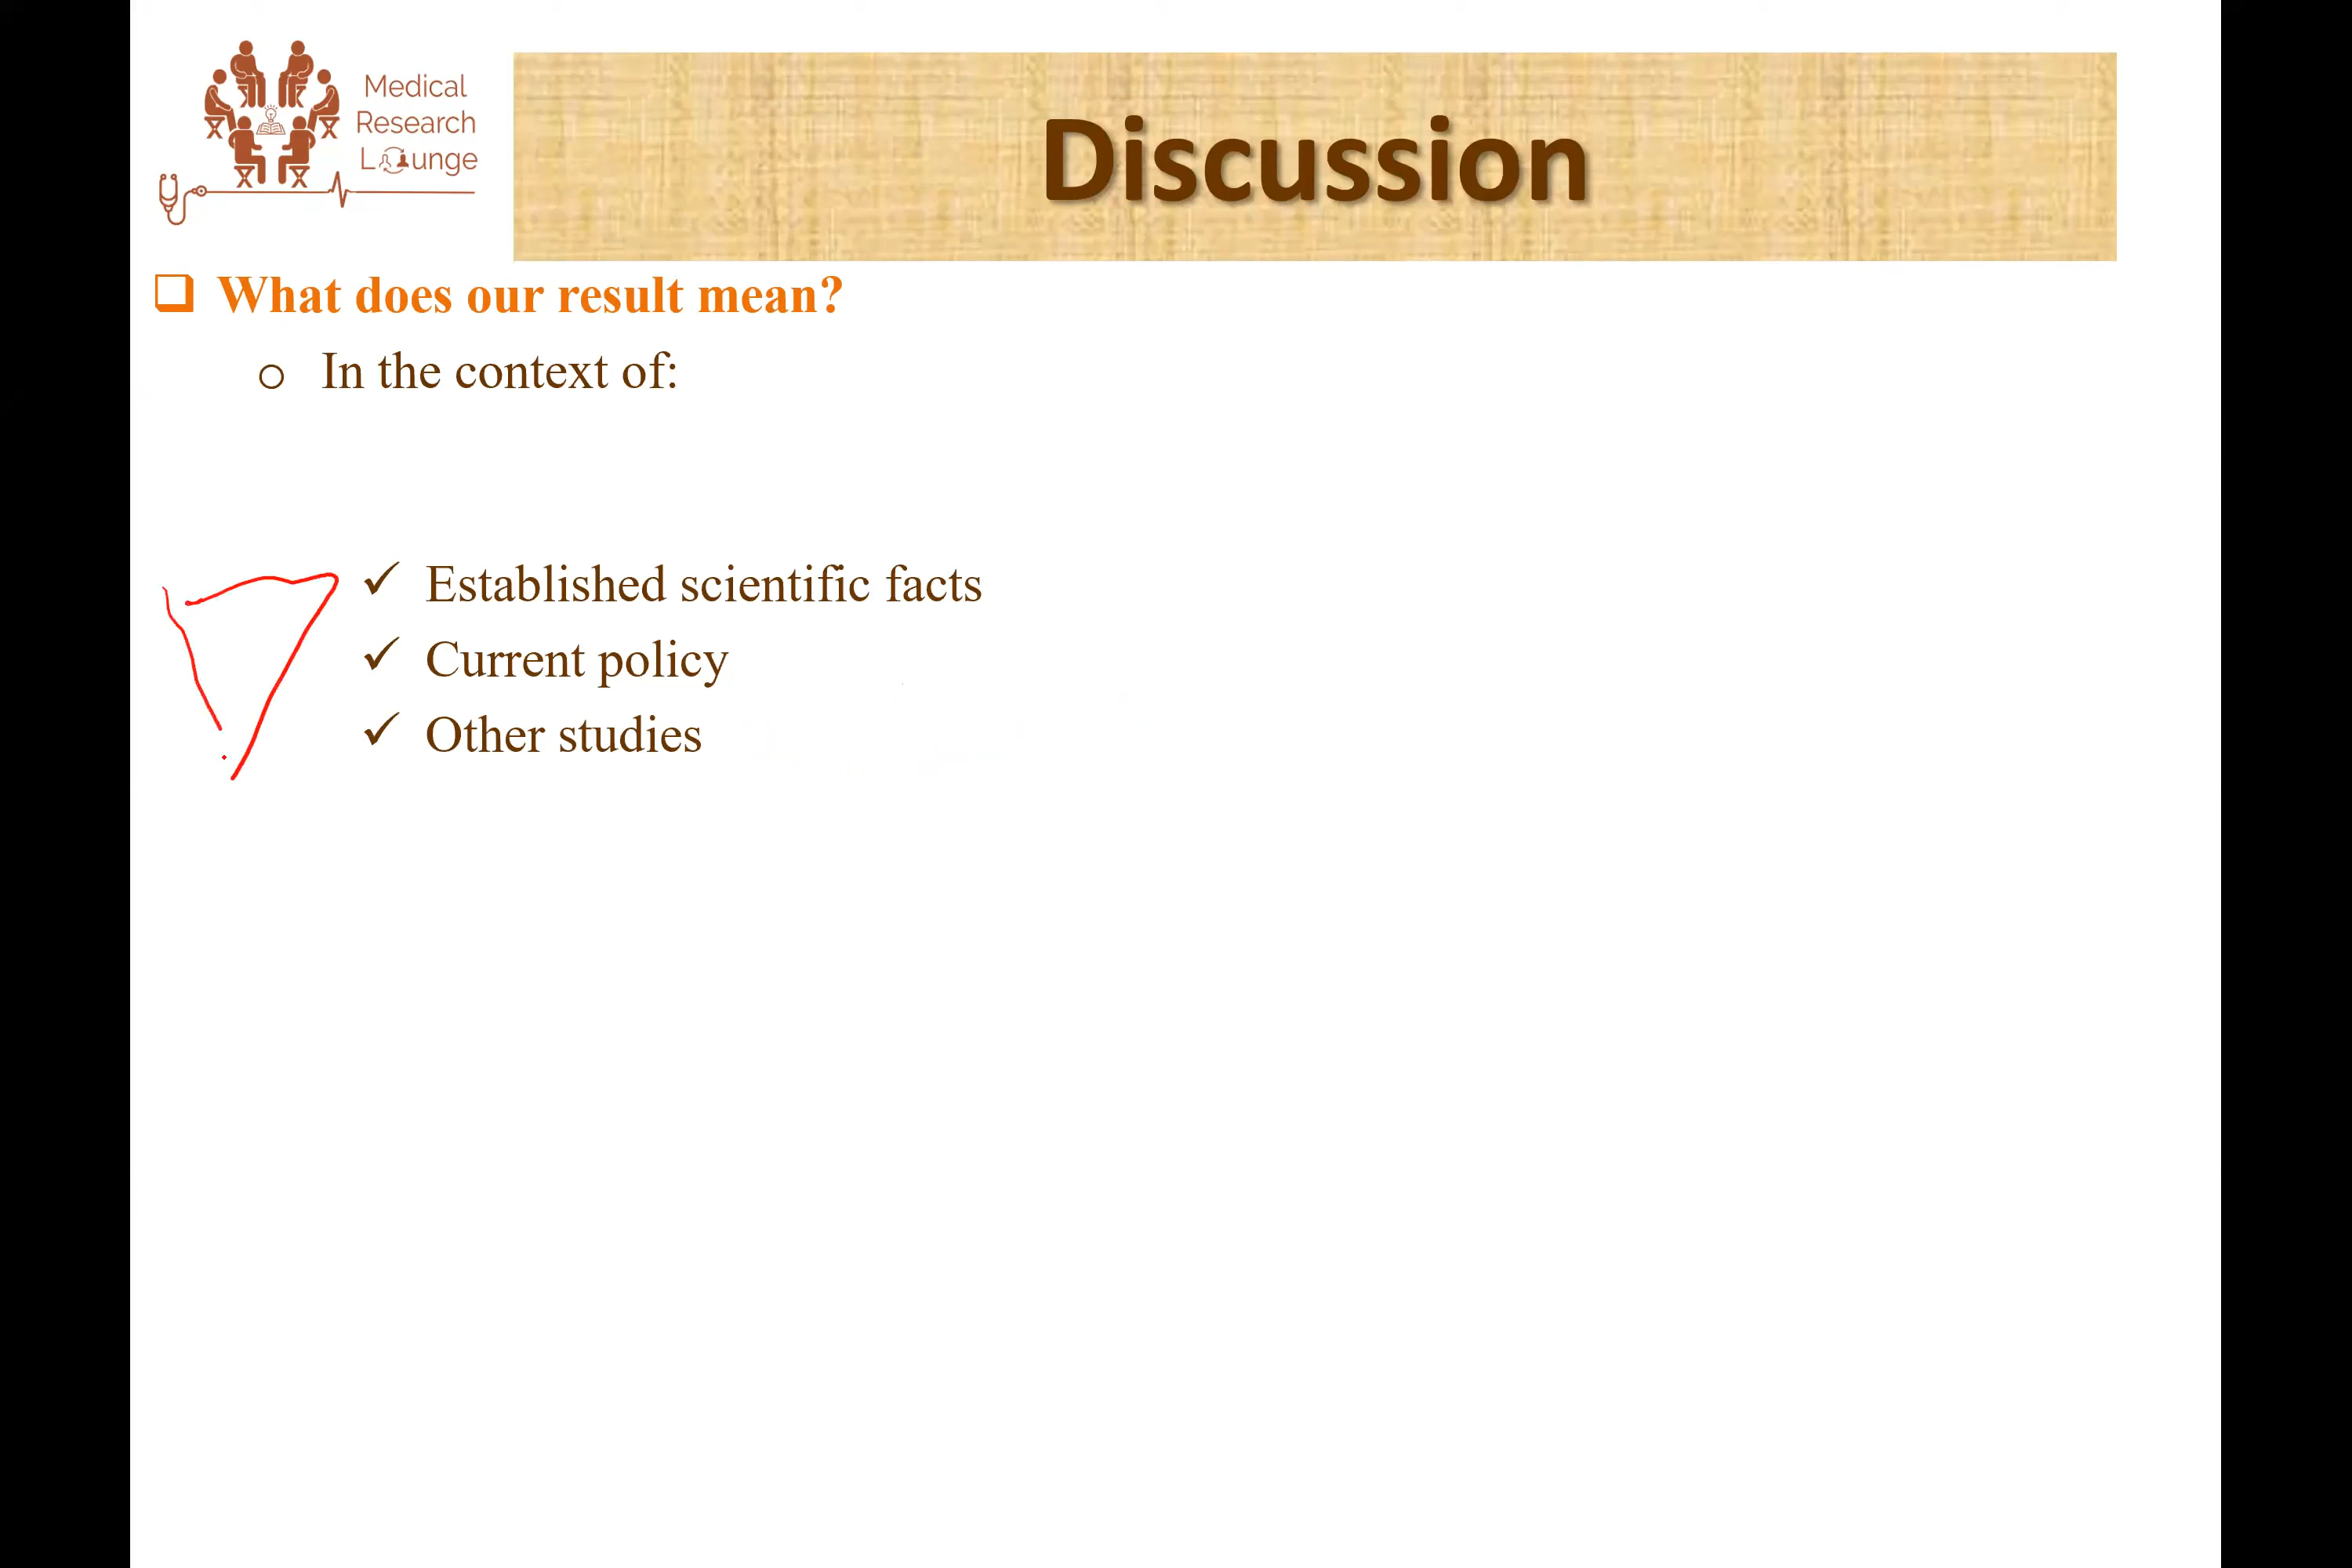 Medical
Research
Lounge
Discussion
What does our result mean?
In the context of:
Established scientific facts
Current policy
Other studies